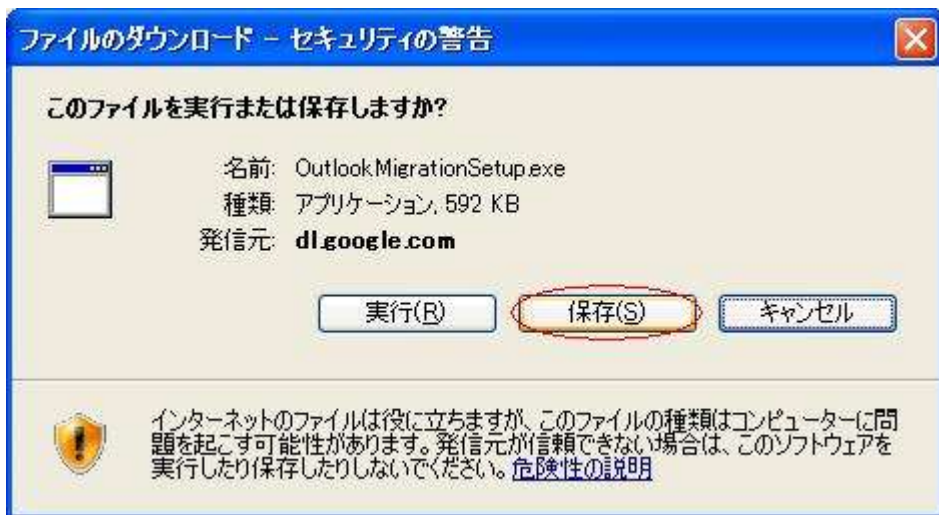 ファイルのダウンロード - セキュリティの警告
このファイルを実行または保存しますか?
名前: OutlookMigrationSetup.exe
種類: アプリケーション, 592 KB
発信元: dl.google.com
実行(R) 保存(S) キャンセル
インターネットのファイルは役に立ちますが、このファイルの種類はコンピューターに問
題を起こす可能性があります。発信元が信頼できない場合は、このソフトウェアを
実行したり保存したりしないでください。危険性の説明